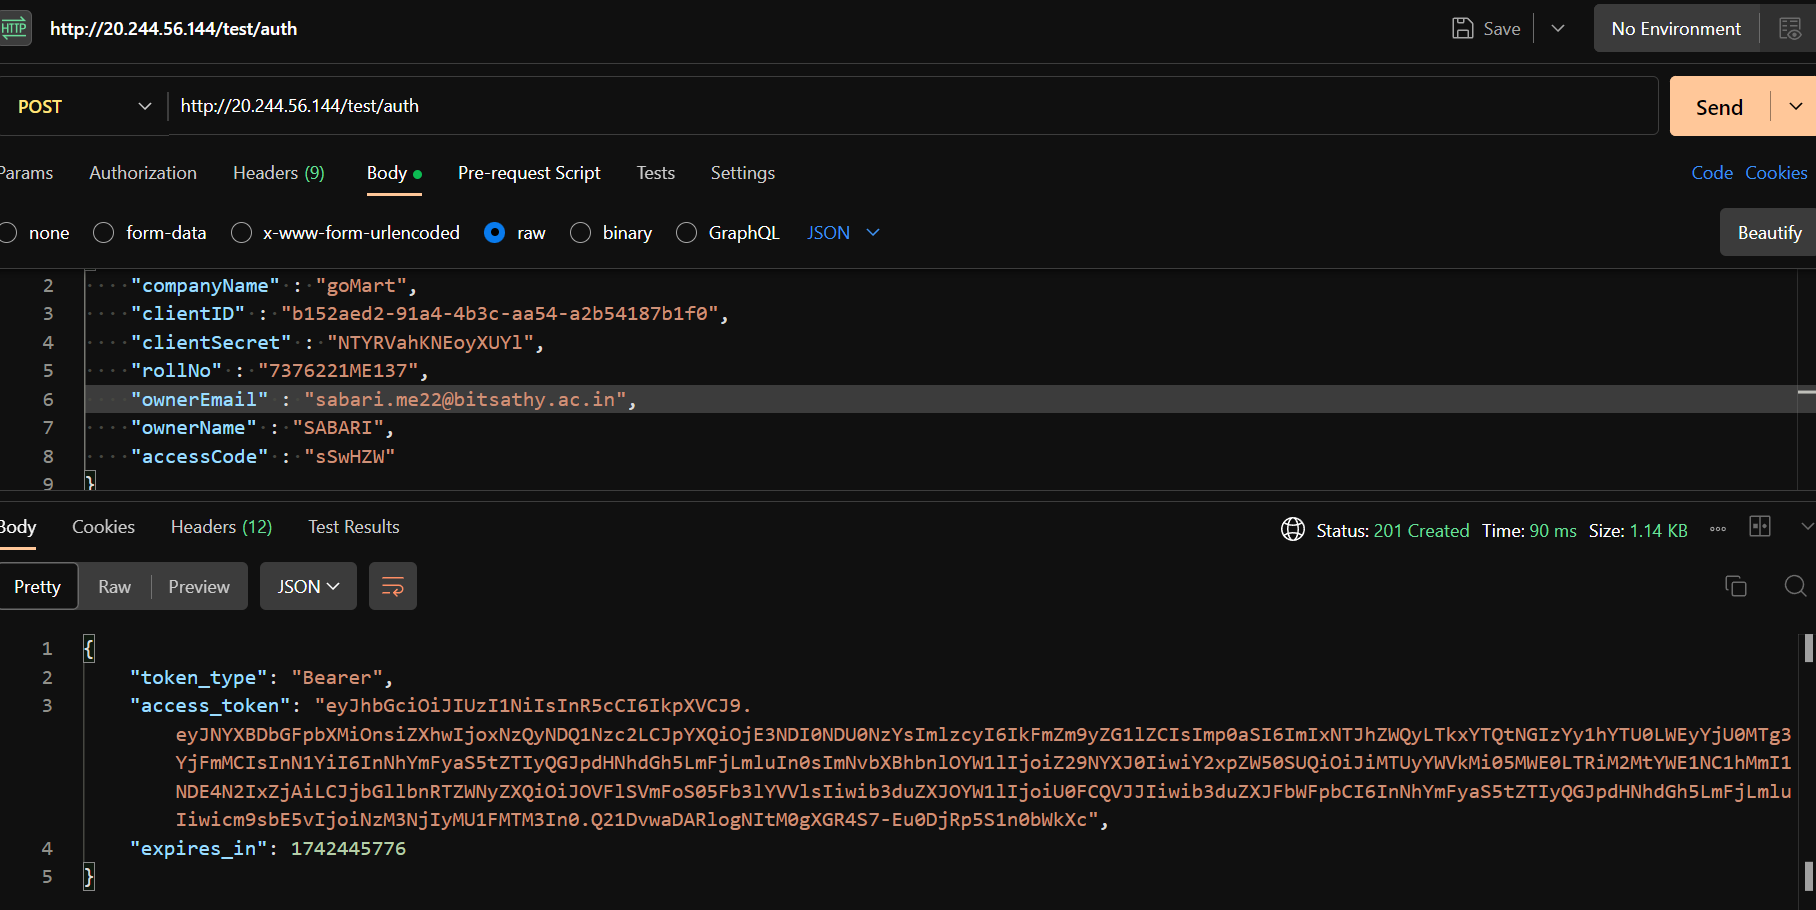 HTTP http://20.244.56.144/test/auth Save No Environment
POST http://20.244.56.144/test/auth Send
Params Authorization Headers (9) Body Pre-request Script Tests Settings Code Cookies
none form-data x-www-form-urlencoded raw binary GraphQL JSON Beautify
2 "companyName" : "goMart",
3 "clientID" : "b152aed2-91a4-4b3c-aa54-a2b54187b1f0",
4 "clientSecret" : "NTYRVahKNEoyXUYl",
5 "rollNo" : "7376221ME137",
6 "ownerEmail" : "sabari.me22@bitsathy.ac.in",
7 "ownerName" : "SABARI",
8 "accessCode" : "sSwHZW"
9 }
Body Cookies Headers (12) Test Results Status: 201 Created Time: 90 ms Size: 1.14 KB
Pretty Raw Preview JSON
1 {
2 "token_type": "Bearer",
3 "access_token": "eyJhbGciOiJIUzI1NiIsInR5cCI6IkpXVCJ9.
eyJNYXBDbGFpbXMiOnsiZXhwIjoxNzQyNDQ1Nzc2LCJpYXQiOjE3NDI0NDU0NzYsImlzcyI6IkFmZm9yZG1lZCIsImp0aSI6ImIxNTJhZWQyLTkxYTQtNGIzYy1hYTU0LWEyYjU0MTg3
YjFmMCIsInN1YiI6InNhYmFyaS5tZTIyQGJpdHNhdGh5LmFjLmluIn0sImNvbXBhbnlOYW1lIjoiZ29NYXJ0IiwiY2xpZW50SUQiOiJiMTUyYWVkMi05MWE0LTRiM2MtYWE1NC1hMmI1
NDE4N2IxZjAiLCJjbGllbnRTZWNyZXQiOiJOVFlSVmFoS05Fb3lYVVlsIiwib3duZXJOYW1lIjoiU0FCQVJJIiwib3duZXJFbWFpbCI6InNhYmFyaS5tZTIyQGJpdHNhdGh5LmFjLmlu
Iiwicm9sbE5vIjoiNzM3NjIyMU1FMTM3In0.Q21DvwaDARlogNItM0gXGR4S7-Eu0DjRp5S1n0bWkXc",
4 "expires_in": 1742445776
5 }